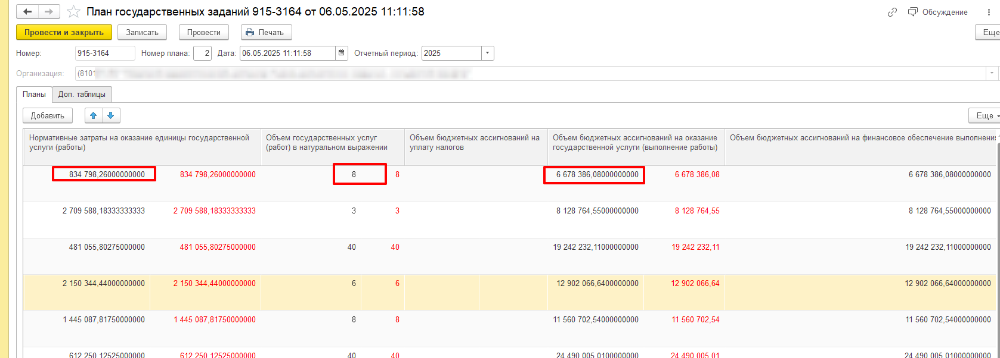 План государственных заданий 915-3164 от 06.05.2025 11:11:58
Обсуждение
Провести и закрыть Записать Провести Печать Еще
Номер: 915-3164 Номер плана: 2 Дата: 06.05.2025 11:11:58 Отчетный период: 2025
Организация: (8101
Планы Доп. таблицы
Добавить Еще
Нормативные затраты на оказание единицы государственной
услуги (работы)
Объем государственных услуг
(работ) в натуральном выражении
Объем бюджетных ассигнований на
уплату налогов
Объем бюджетных ассигнований на оказание
государственной услуги (выполнение работы)
Объем бюджетных ассигнований на финансовое обеспечение выполнения
834 798,26000000000 834 798,26000000000 8 8 6 678 386,08000000000 6 678 386,08 6 678 386,08000000000
2 709 588,18333333333 2 709 588,18333333333 3 3 8 128 764,55000000000 8 128 764,55 8 128 764,55000000000
481 055,80275000000 481 055,80275000000 40 40 19 242 232,11000000000 19 242 232,11 19 242 232,11000000000
2 150 344,44000000000 2 150 344,44000000000 6 6 12 902 066,6400000000 12 902 066,64 12 902 066,64000000000
1 445 087,81750000000 1 445 087,81750000000 8 8 11 560 702,54000000000 11 560 702,54 11 560 702,54000000000
612 250,12525000000 612 250,12525000000 40 40 24 490 005,0100000000 24 490 005,01 24 490 005,01000000000